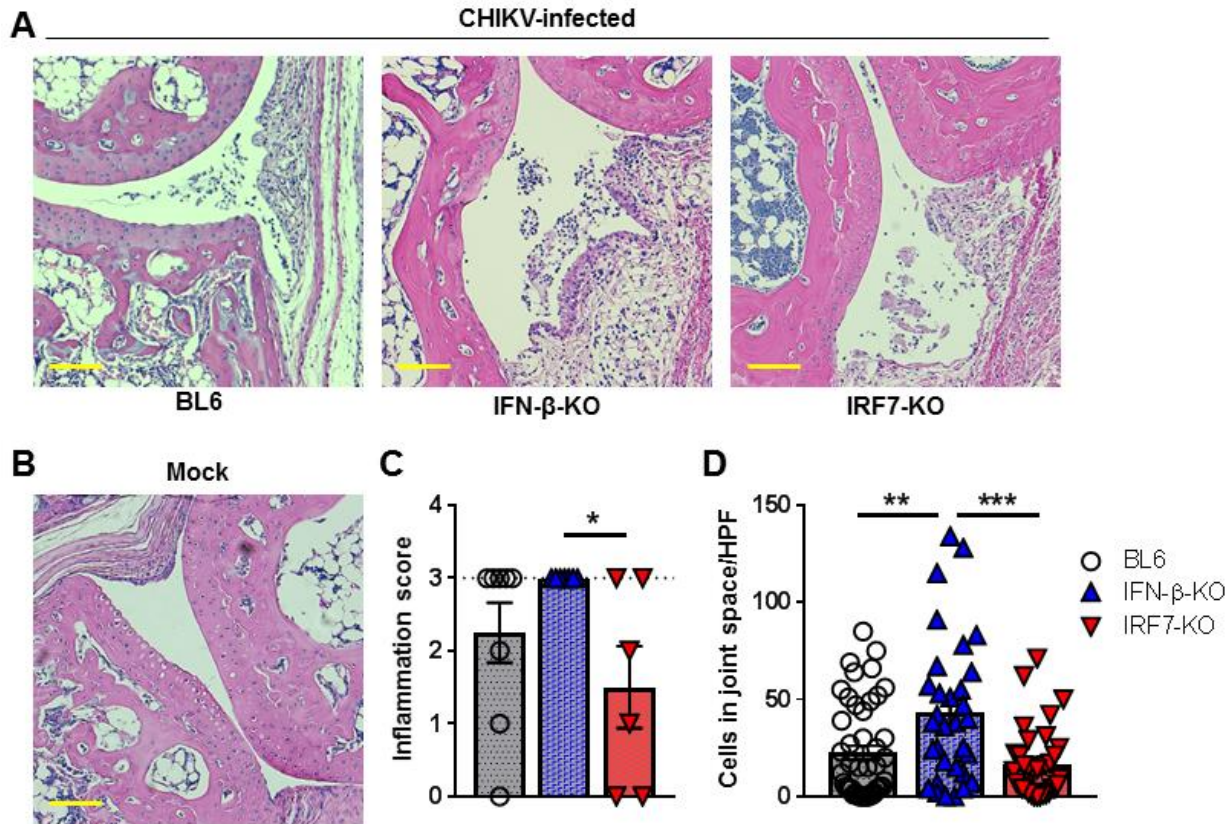 A
CHIKV-infected
BL6
IFN-β-KO
IRF7-KO
B
Mock
C
Inflammation score
4
3
2
1
0
*
D
Cells in joint space/HPF
150
100
50
0
**
***
BL6
IFN-β-KO
IRF7-KO